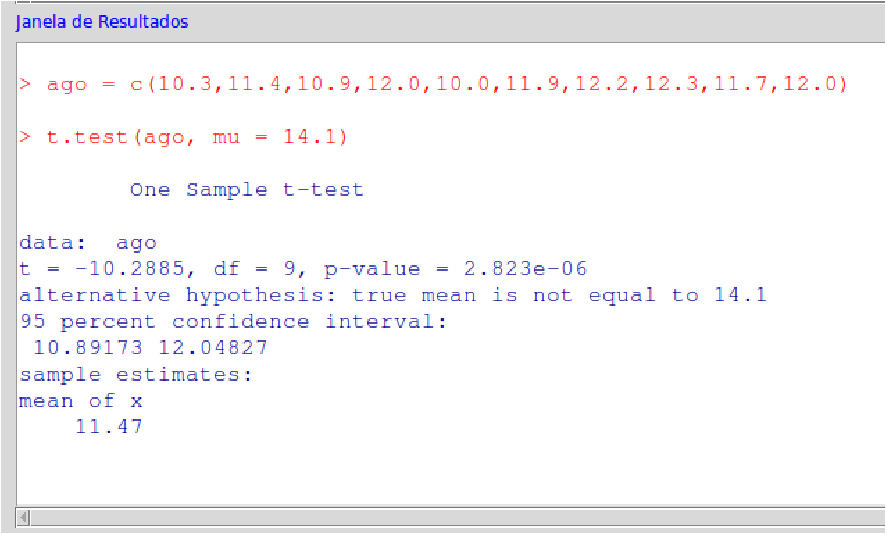 Janela de Resultados
> ago = c(10.3,11.4,10.9,12.0,10.0,11.9,12.2,12.3,11.7,12.0)
> t.test(ago, mu = 14.1)
One Sample t-test
data:  ago
t = -10.2885, df = 9, p-value = 2.823e-06
alternative hypothesis: true mean is not equal to 14.1
95 percent confidence interval:
10.89173 12.04827
sample estimates:
mean of x
11.47